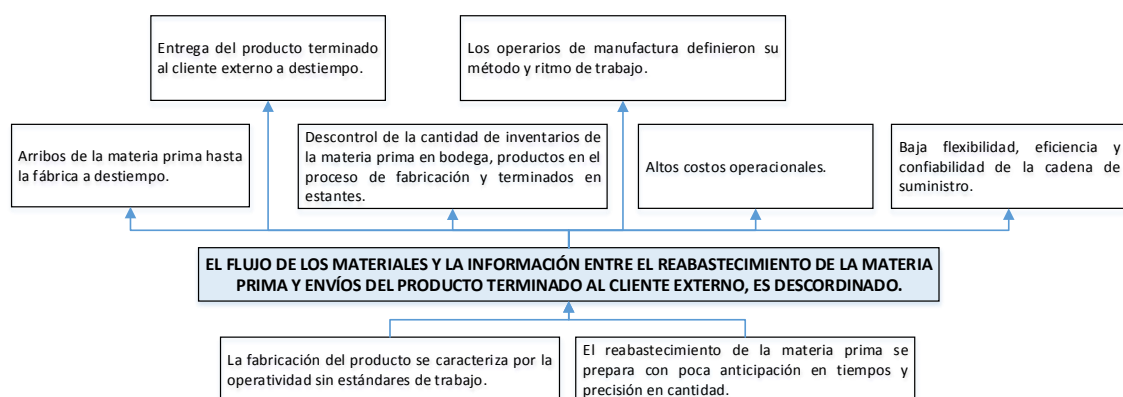 Entrega del producto terminado
al cliente externo a destiempo.
Los operarios de manufactura definieron su
método y ritmo de trabajo.
Arribos de la materia prima hasta
la fábrica a destiempo.
Descontrol de la cantidad de inventarios de
la materia prima en bodega, productos en el
proceso de fabricación y terminados en
estantes.
Altos costos operacionales.
Baja flexibilidad, eficiencia y
confiabilidad de la cadena de
suministro.
EL FLUJO DE LOS MATERIALES Y LA INFORMACIÓN ENTRE EL REABASTECIMIENTO DE LA MATERIA
PRIMA Y ENVÍOS DEL PRODUCTO TERMINADO AL CLIENTE EXTERNO, ES DESCORDINADO.
La fabricación del producto se caracteriza por la
operatividad sin estándares de trabajo.
El reabastecimiento de la materia prima se
prepara con poca anticipación en tiempos y
precisión en cantidad.